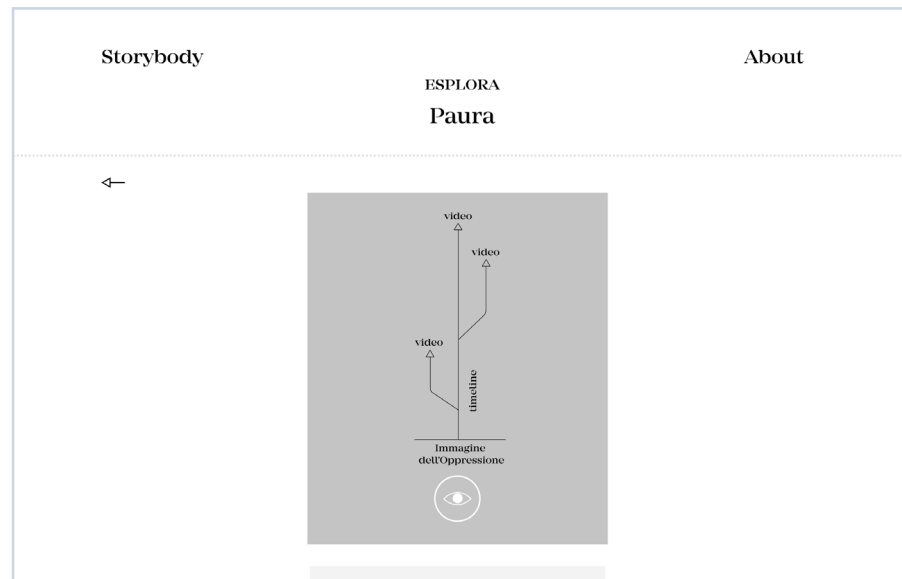 Storybody
About
ESPLORA
Paura
video
video
video
timeline
Immagine
dell'Oppressione